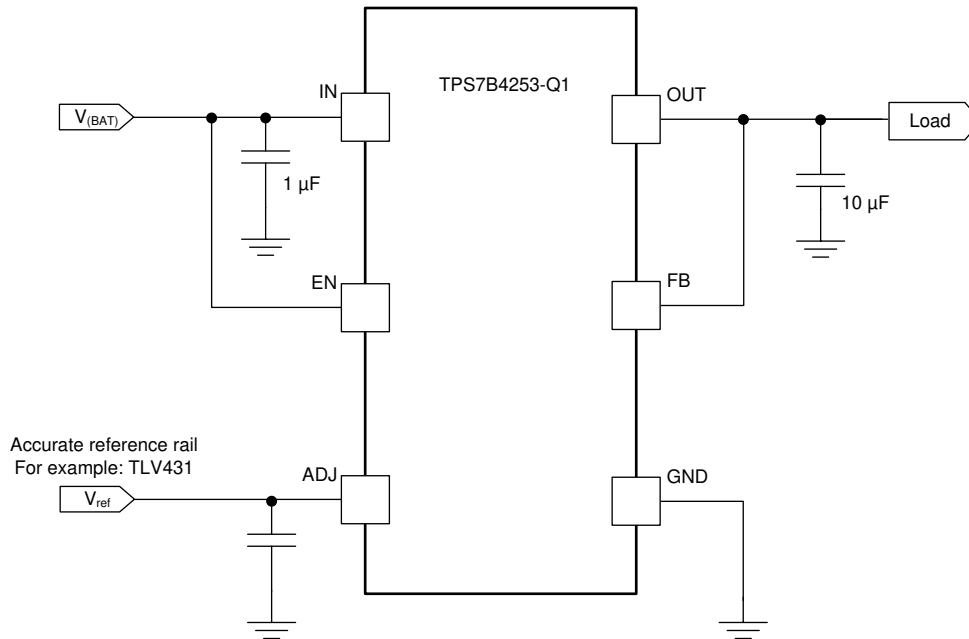 TPS7B4253-Q1
IN
OUT
V(BAT)
Load
1 µF
10 µF
EN
FB
Accurate reference rail
For example: TLV431
ADJ
GND
Vref